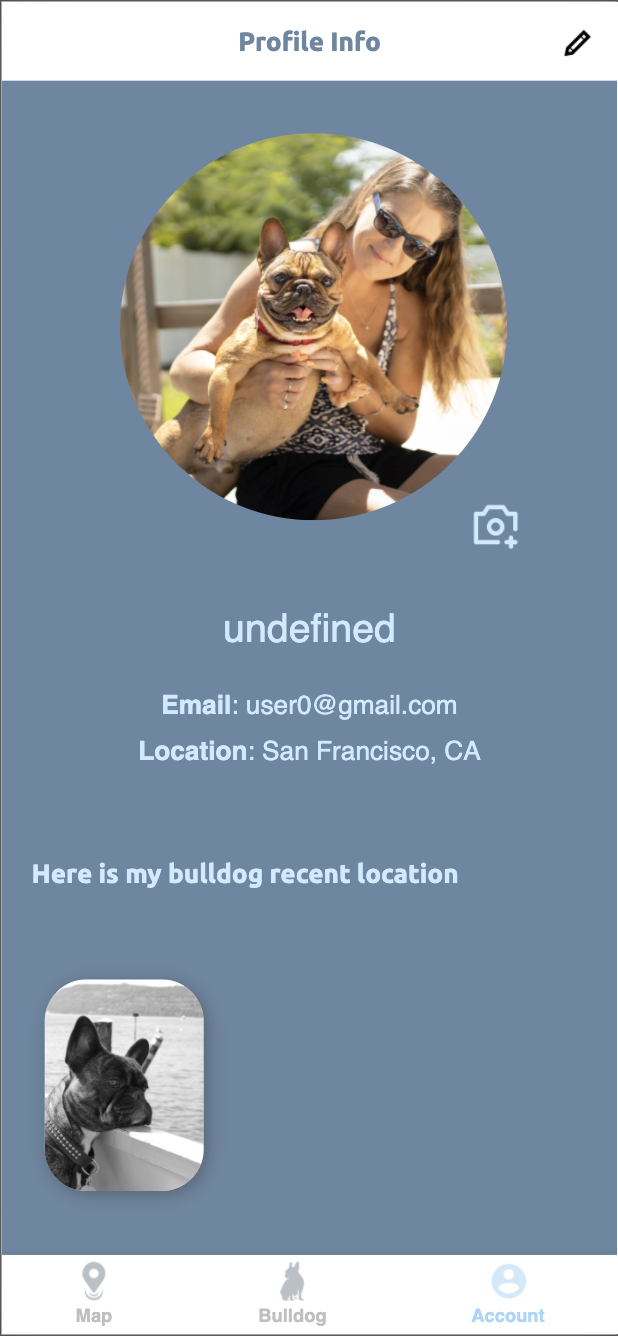 Profile Info
undefined
Email: user0@gmail.com
Location: San Francisco, CA
Here is my bulldog recent location
Map Bulldog Account